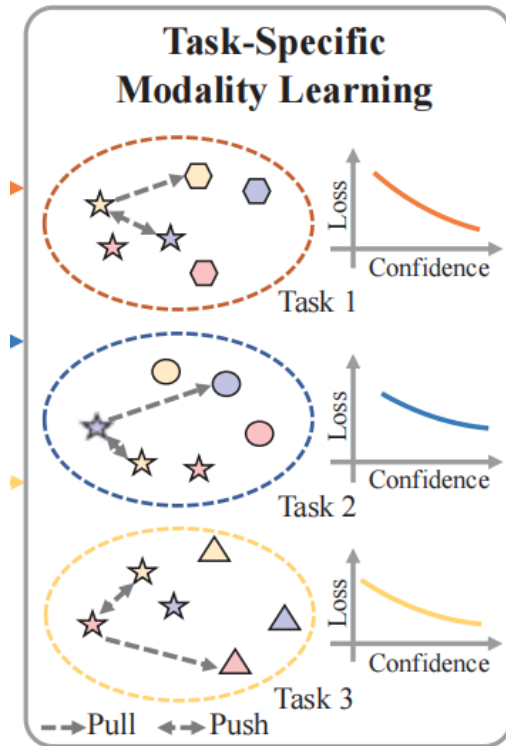 Task-Specific
Modality Learning
Loss
Confidence
Task 1
Loss
Confidence
Task 2
Loss
Confidence
Task 3
Pull
Push